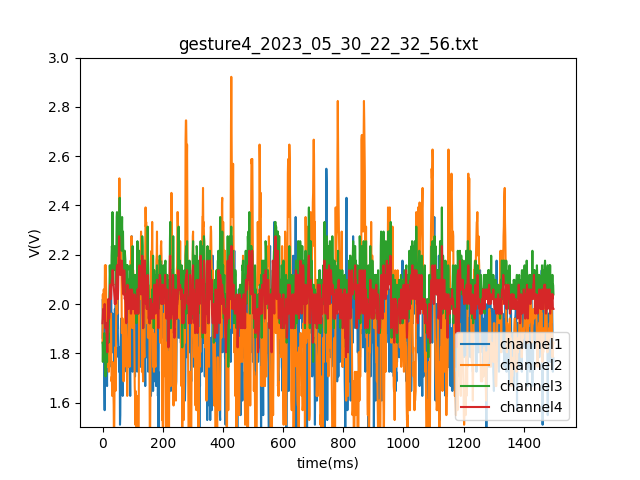 gesture4_2023_05_30_22_32_56.txt
3.0
2.8
2.6
2.4
2.2
2.0
1.8
1.6
V(V)
channel1
channel2
channel3
channel4
0 200 400 600 800 1000 1200 1400
time(ms)